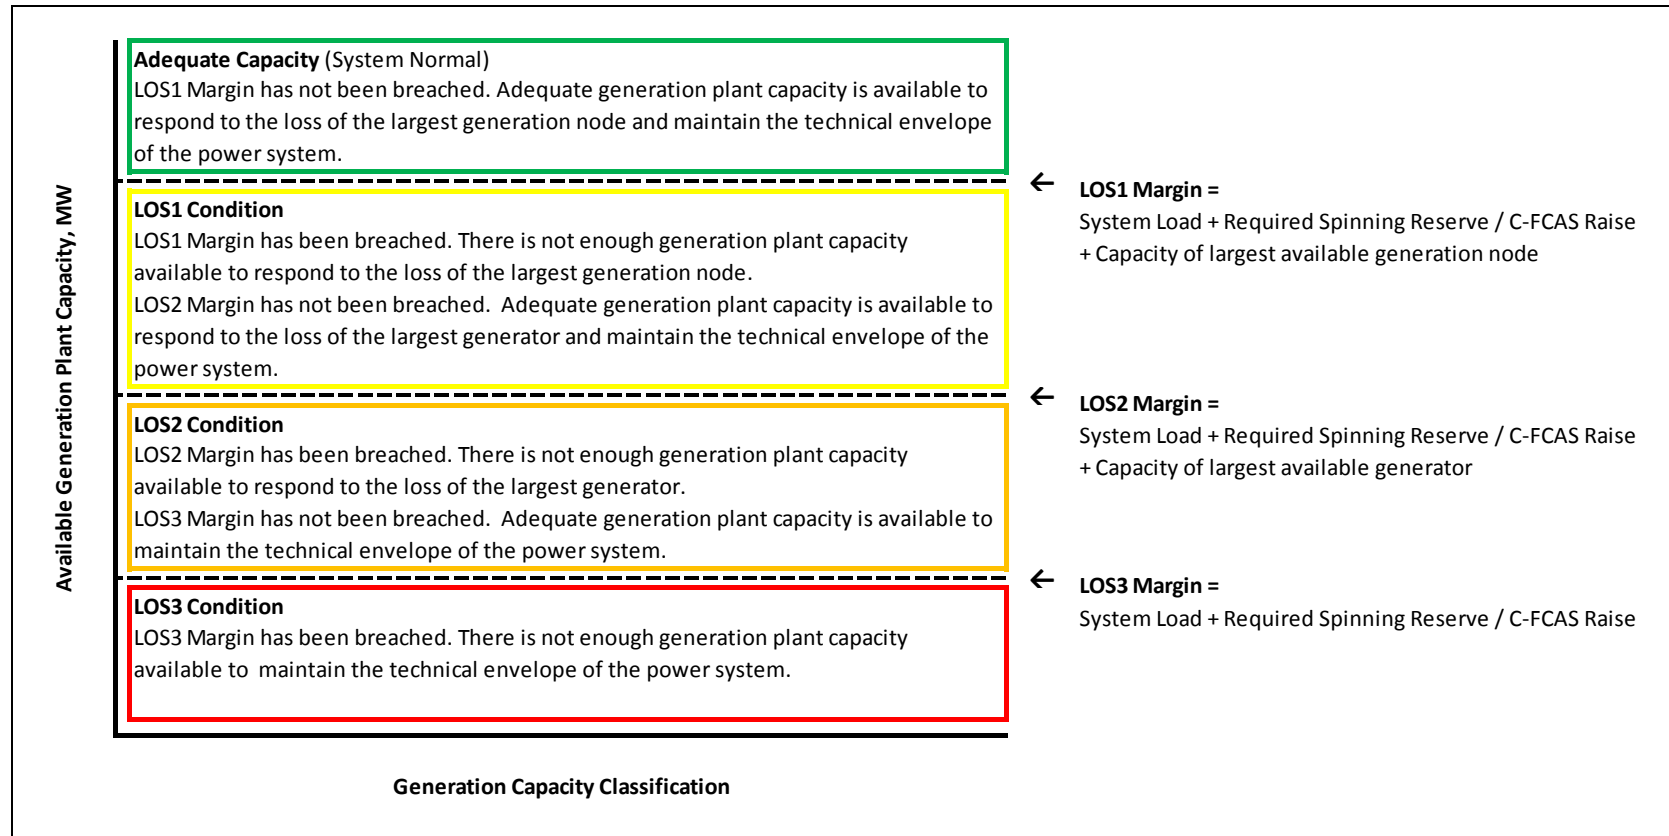 Available Generation Plant Capacity, MW
Adequate Capacity (System Normal)
LOS1 Margin has not been breached. Adequate generation plant capacity is available to
respond to the loss of the largest generation node and maintain the technical envelope
of the power system.
← LOS1 Margin =
System Load + Required Spinning Reserve / C-FCAS Raise
+ Capacity of largest available generation node
LOS1 Condition
LOS1 Margin has been breached. There is not enough generation plant capacity
available to respond to the loss of the largest generation node.
LOS2 Margin has not been breached.  Adequate generation plant capacity is available to
respond to the loss of the largest generator and maintain the technical envelope of the
power system.
← LOS2 Margin =
System Load + Required Spinning Reserve / C-FCAS Raise
+ Capacity of largest available generator
LOS2 Condition
LOS2 Margin has been breached. There is not enough generation plant capacity
available to respond to the loss of the largest generator.
LOS3 Margin has not been breached.  Adequate generation plant capacity is available to
maintain the technical envelope of the power system.
← LOS3 Margin =
System Load + Required Spinning Reserve / C-FCAS Raise
LOS3 Condition
LOS3 Margin has been breached. There is not enough generation plant capacity
available to  maintain the technical envelope of the power system.
Generation Capacity Classification